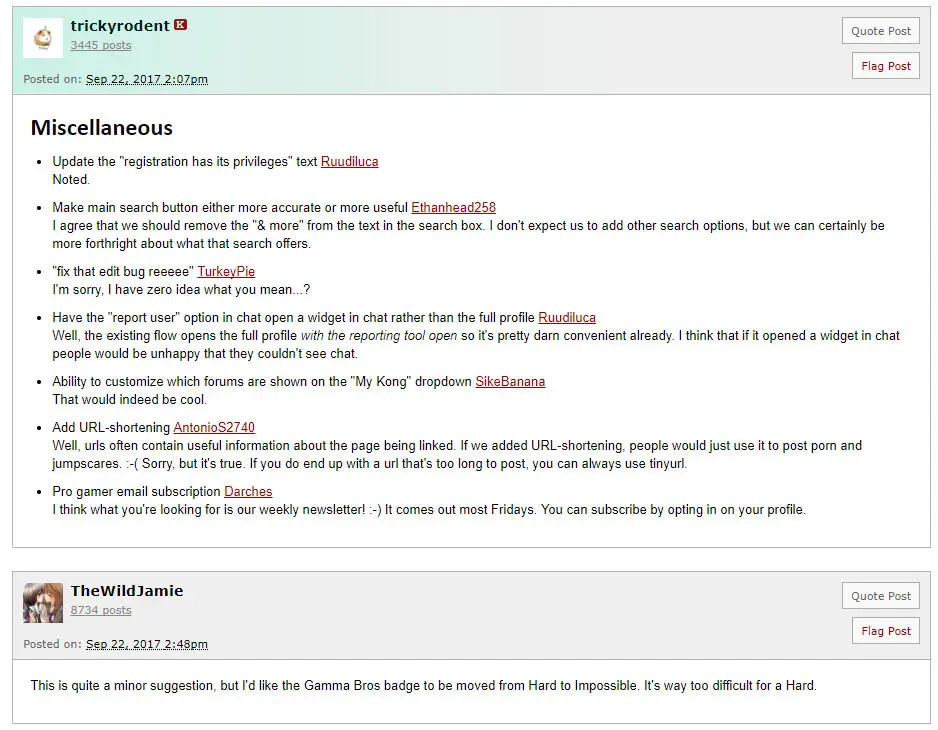 trickyrodent K
3445 posts
Quote Post
Flag Post
Posted on: Sep 22, 2017 2:07pm
Miscellaneous
• Update the "registration has its privileges" text Ruudiluca
Noted.
• Make main search button either more accurate or more useful Ethanhead258
I agree that we should remove the "& more" from the text in the search box. I don't expect us to add other search options, but we can certainly be
more forthright about what that search offers.
• "fix that edit bug reeeee" TurkeyPie
I'm sorry, I have zero idea what you mean...?
• Have the "report user" option in chat open a widget in chat rather than the full profile Ruudiluca
Well, the existing flow opens the full profile with the reporting tool open so it's pretty darn convenient already. I think that if it opened a widget in chat
people would be unhappy that they couldn't see chat.
• Ability to customize which forums are shown on the "My Kong" dropdown SikeBanana
That would indeed be cool.
• Add URL-shortening AntonioS2740
Well, urls often contain useful information about the page being linked. If we added URL-shortening, people would just use it to post porn and
jumpscares. :-( Sorry, but it's true. If you do end up with a url that's too long to post, you can always use tinyurl.
• Pro gamer email subscription Darches
I think what you're looking for is our weekly newsletter! :-) It comes out most Fridays. You can subscribe by opting in on your profile.
TheWildJamie
8734 posts
Quote Post
Flag Post
Posted on: Sep 22, 2017 2:48pm
This is quite a minor suggestion, but I'd like the Gamma Bros badge to be moved from Hard to Impossible. It's way too difficult for a Hard.